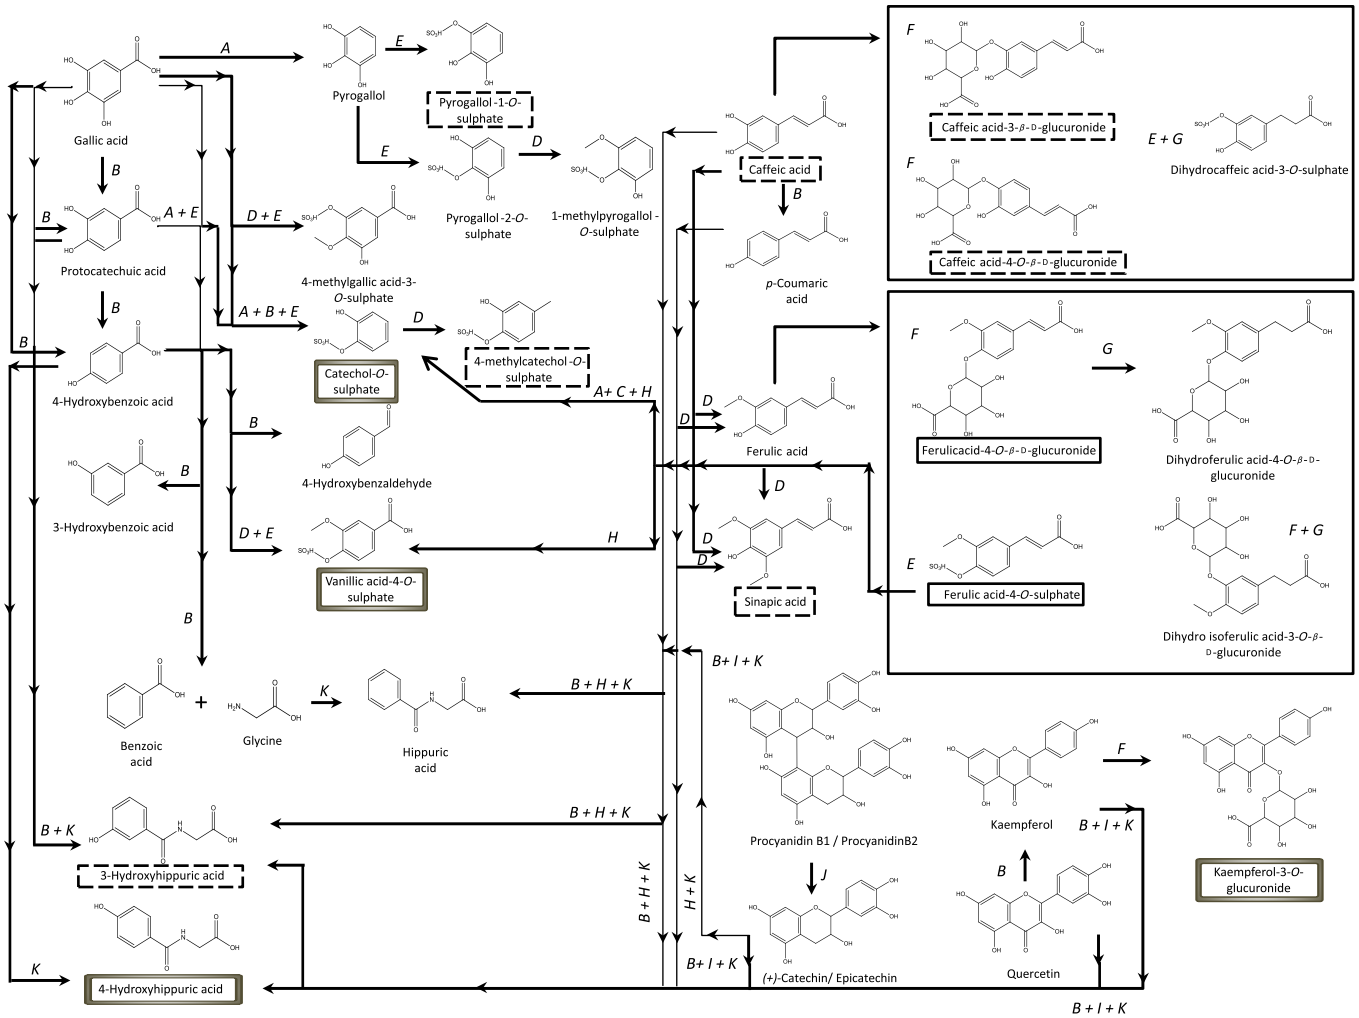 A
Gallic acid
Pyrogallol
E
Pyrogallol -1-O-
sulphate
E
Pyrogallol -2-O-
sulphate
D
1-methylpyrogallol -
O-sulphate
B
B
Protocatechuic acid
A + E
D + E
4-methylgallic acid-3-
O-sulphate
B
B
4-Hydroxybenzoic acid
A + B + E
Catechol-O-
sulphate
D
4-methylcatechol -O-
sulphate
A+ C + H
B
4-Hydroxybenzaldehyde
B
3-Hydroxybenzoic acid
D + E
Vanillic acid-4-O-
sulphate
H
B
Benzoic
acid
+
Glycine
K
Hippuric
acid
B + H + K
B + K
3-Hydroxyhippuric acid
B + H + K
K
4-Hydroxyhippuric acid
B + H + K
H + K
Caffeic acid
B
p-Coumaric
acid
D
D
Ferulic acid
D
D
D
Sinapic acid
B+ I + K
Procyanidin B1 / ProcyanidinB2
J
(+)-Catechin/ Epicatechin
B+ I + K
F
Caffeic acid-3-β-D-glucuronide
F
Caffeic acid-4-O-β-D-glucuronide
E + G
Dihydrocaffeic acid-3-O-sulphate
F
Ferulicacid-4-O-β-D-glucuronide
G
Dihydroferulic acid-4-O-β-D-
glucuronide
E
Ferulic acid-4-O-sulphate
F + G
Dihydro isoferulic acid-3-O-β-
D-glucuronide
Kaempferol
F
Kaempferol-3-O-
glucuronide
B + I + K
B
Quercetin
B + I + K